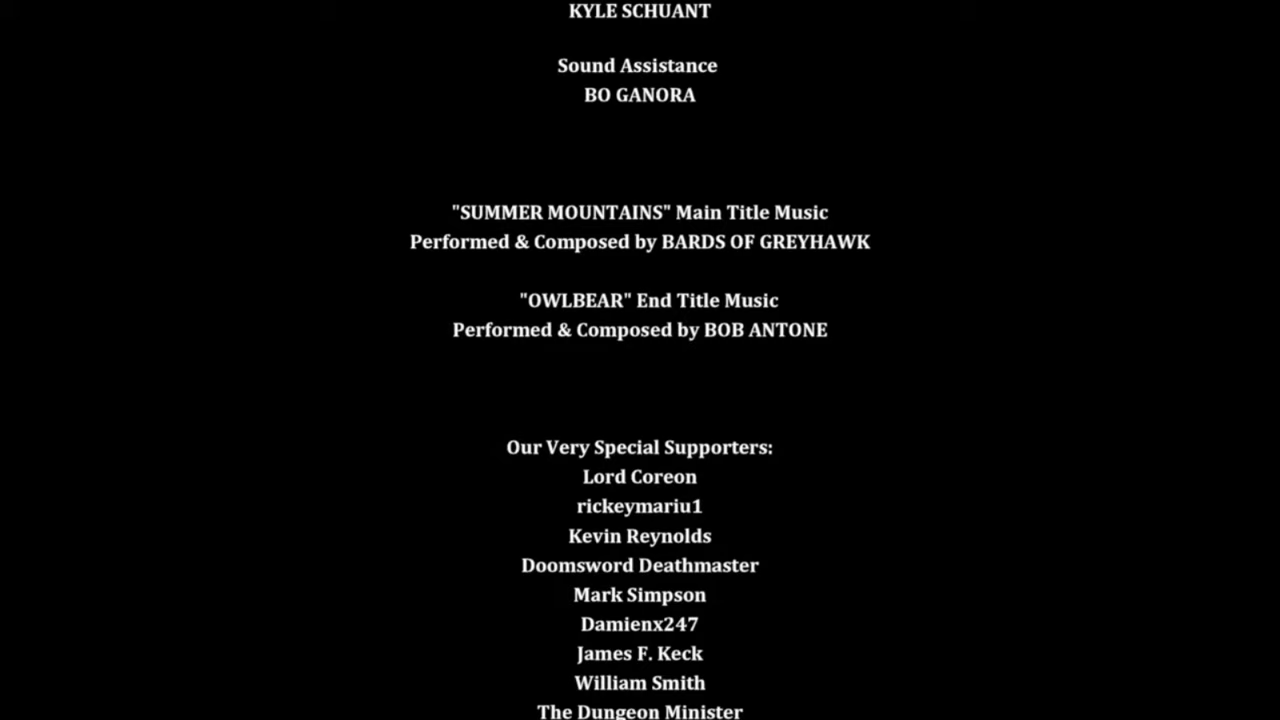 KYLE SCHUANT
Sound Assistance
BO GANORA
"SUMMER MOUNTAINS" Main Title Music
Performed & Composed by BARDS OF GREYHAWK
"OWLBEAR" End Title Music
Performed & Composed by BOB ANTONE
Our Very Special Supporters:
Lord Coreon
rickeymariu1
Kevin Reynolds
Doomsword Deathmaster
Mark Simpson
Damienx247
James F. Keck
William Smith
The Dungeon Minister